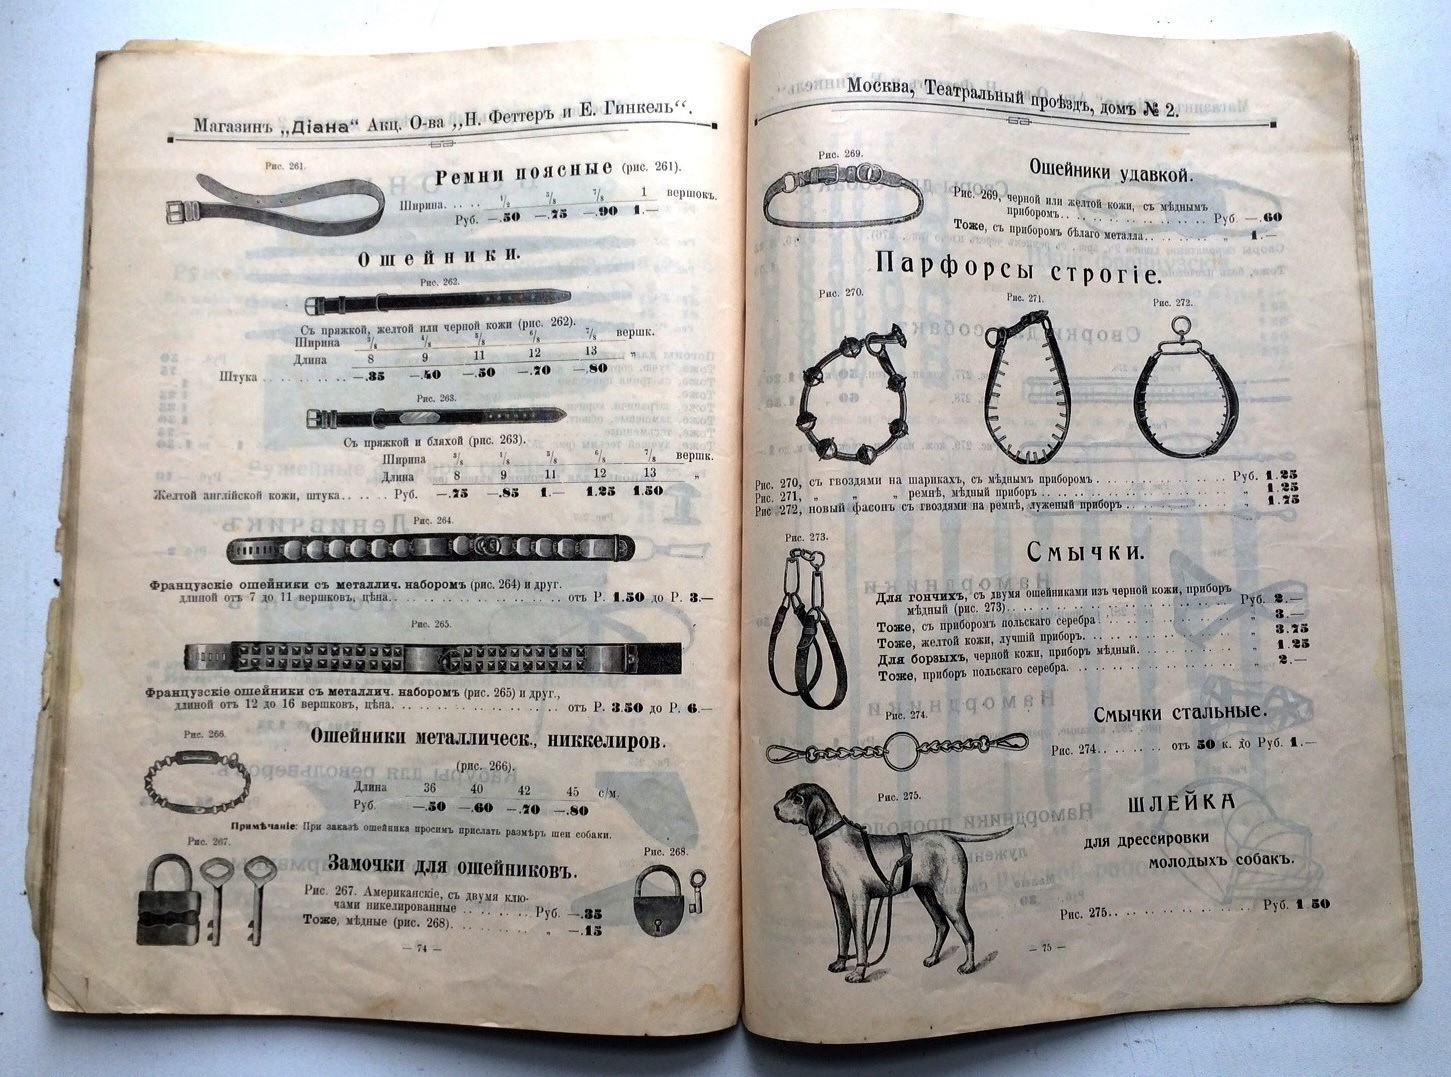 Магазинъ „Діана“ Акц. О-ва „Н. Феттеръ и Е. Гинкель“.
Рис. 261.
Ремни поясные (рис. 261).
Ширина. . . . . 1/2 5/8 7/8 1 вершокъ.
Руб. —.50 —.75 —.90 1.—
Ошейники.
Рис. 262.
Съ пряжкой, желтой или черной кожи (рис. 262).
Ширина 3/8 4/8 5/8 6/8 7/8 вершк.
Длина 8 9 11 12 13 „
Штука . . . . . . . . . . —.35 —.40 —.50 —.70 —.80
Рис. 263.
Съ пряжкой и бляхой (рис. 263).
Ширина 3/8 4/8 5/8 6/8 7/8 вершк.
Длина 8 9 11 12 13 „
Желтой англійской кожи, штука. . . . . . Руб. —.75 —.85 1.— 1.25 1.50
Рис. 264.
Французскіе ошейники съ металлич. наборомъ (рис. 264) и друг.
длиной отъ 7 до 11 вершковъ, цѣна. . . . . . . . . . . . . . . отъ Р. 1.50 до Р. 3.—
Рис. 265.
Французскіе ошейники съ металлич. наборомъ (рис. 265) и друг.,
длиной отъ 12 до 16 вершковъ, цѣна. . . . . . . . . . . . . . . отъ Р. 3.50 до Р. 6.—
Рис. 266.
Ошейники металлическ., никкелиров.
(рис. 266).
Длина 36 40 42 45 с/м.
Руб. —.50 —.60 —.70 —.80
Примѣчаніе: При заказѣ ошейника просимъ прислать размѣръ шеи собаки.
Рис. 267.
Замочки для ошейниковъ.
Рис. 268.
Рис. 267. Американскіе, съ двумя клю-
чами никелированные . . . . . . . . Руб. —.35
Тоже, мѣдные (рис. 268). . . . . . . . . . „ —.15
— 74 —
Москва, Театральный проѣздъ, домъ № 2.
Рис. 269.
Ошейники удавкой.
Рис. 269, черной или желтой кожи, съ мѣднымъ
приборомъ. . . . . . . . . . . . . . Руб —.60
Тоже, съ приборомъ бѣлаго металла. . . . . . . . „ 1.—
Парфорсы строгіе.
Рис. 270.
Рис. 271.
Рис. 272.
Рис. 270, съ гвоздями на шарикахъ, съ мѣднымъ приборомъ . . . . . . . . . . . . . Руб. 1.25
Рис. 271, „ „ „ ремнѣ, мѣдный приборъ . . . . . . . . . . . . . . . „ 1.25
Рис 272, новый фасонъ съ гвоздями на ремнѣ, луженый приборъ . . . . . . . . . . . „ 1.75
Рис. 273.
Смычки.
Для гончихъ, съ двумя ошейниками изъ черной кожи, приборъ
мѣдный (рис. 273). . . . . . . . . . . . . . . . . Руб. 2.—
Тоже, съ приборомъ польскаго серебра . . . . . . . . . . . „ 3.—
Тоже, желтой кожи, лучшій приборъ. . . . . . . . . . . . „ 3.75
Для борзыхъ, черной кожи, приборъ мѣдный. . . . . . . . „ 1.25
Тоже, приборъ польскаго серебра. . . . . . . . . . . . . „ 2.—
Рис. 274.
Смычки стальные.
Рис. 274. . . . . . . . отъ 50 к. до Руб. 1.—
Рис. 275.
ШЛЕЙКА
для дрессировки
молодыхъ собакъ.
Рис. 275. . . . . . . . . . . . . Руб. 1 50
— 75 —